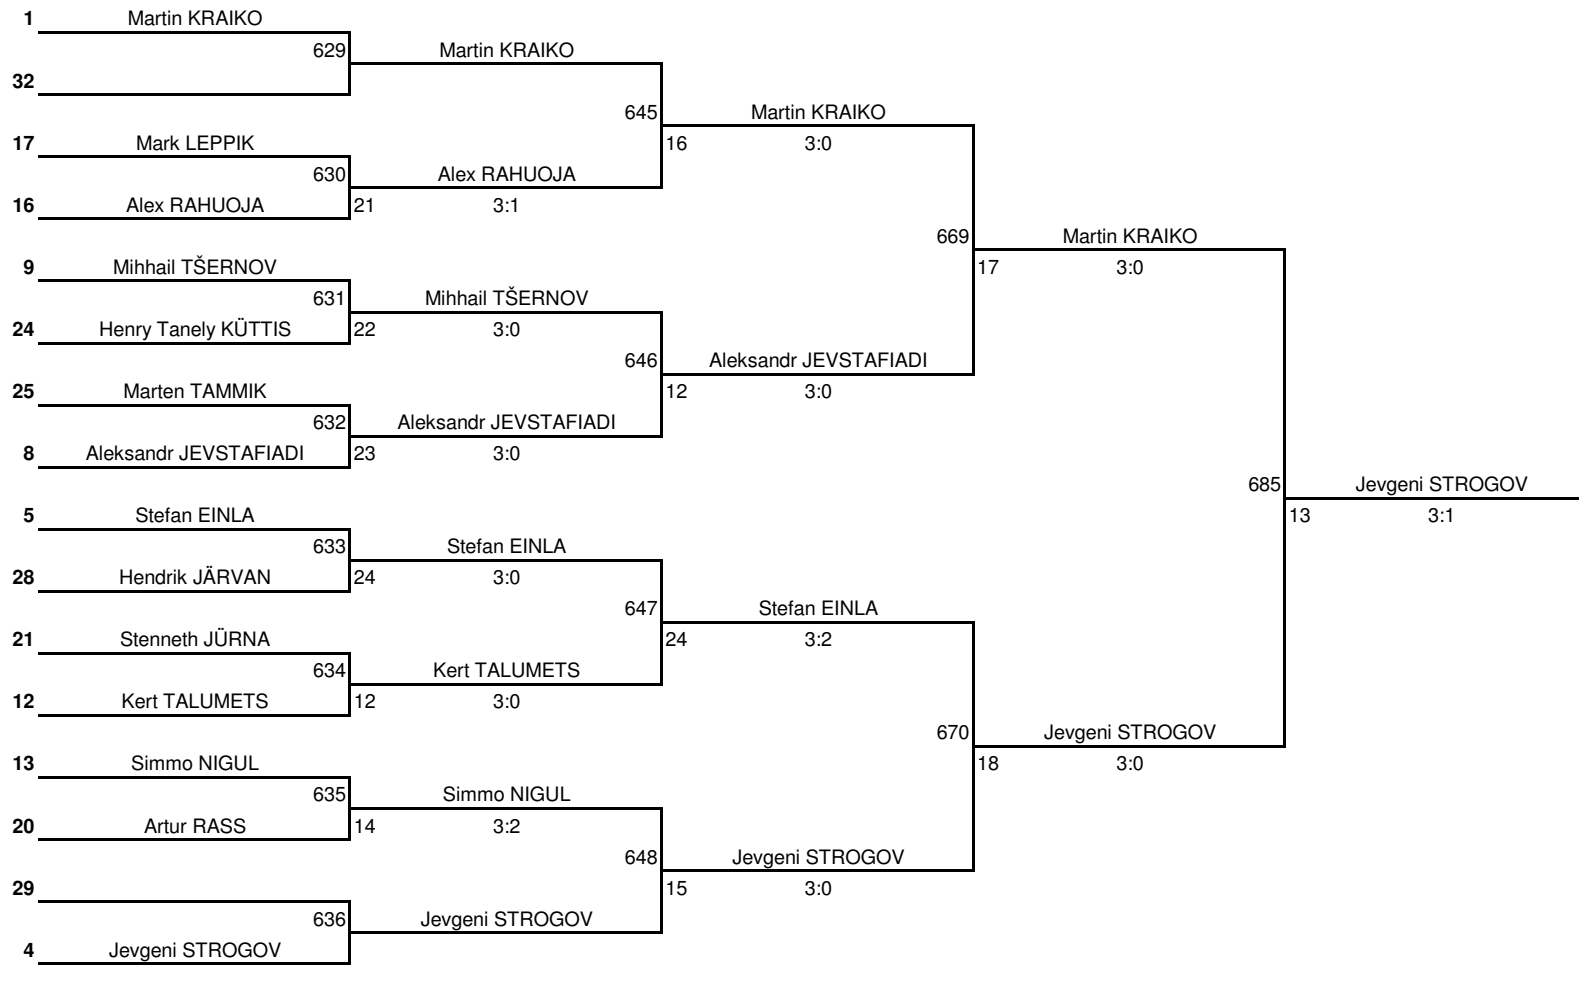 1 Martin KRAIKO
629 Martin KRAIKO
32
645 Martin KRAIKO
17 Mark LEPPIK 16 3:0
630 Alex RAHUOJA
16 Alex RAHUOJA 21 3:1
669 Martin KRAIKO
9 Mihhail TŠERNOV 17 3:0
631 Mihhail TŠERNOV
24 Henry Tanely KÜTTIS 22 3:0
646 Aleksandr JEVSTAFIADI
25 Marten TAMMIK 12 3:0
632 Aleksandr JEVSTAFIADI
8 Aleksandr JEVSTAFIADI 23 3:0
685 Jevgeni STROGOV
5 Stefan EINLA 13 3:1
633 Stefan EINLA
28 Hendrik JÄRVAN 24 3:0
647 Stefan EINLA
21 Stenneth JÜRNA 24 3:2
634 Kert TALUMETS
12 Kert TALUMETS 12 3:0
670 Jevgeni STROGOV
13 Simmo NIGUL 18 3:0
635 Simmo NIGUL
20 Artur RASS 14 3:2
648 Jevgeni STROGOV
29 15 3:0
636 Jevgeni STROGOV
4 Jevgeni STROGOV